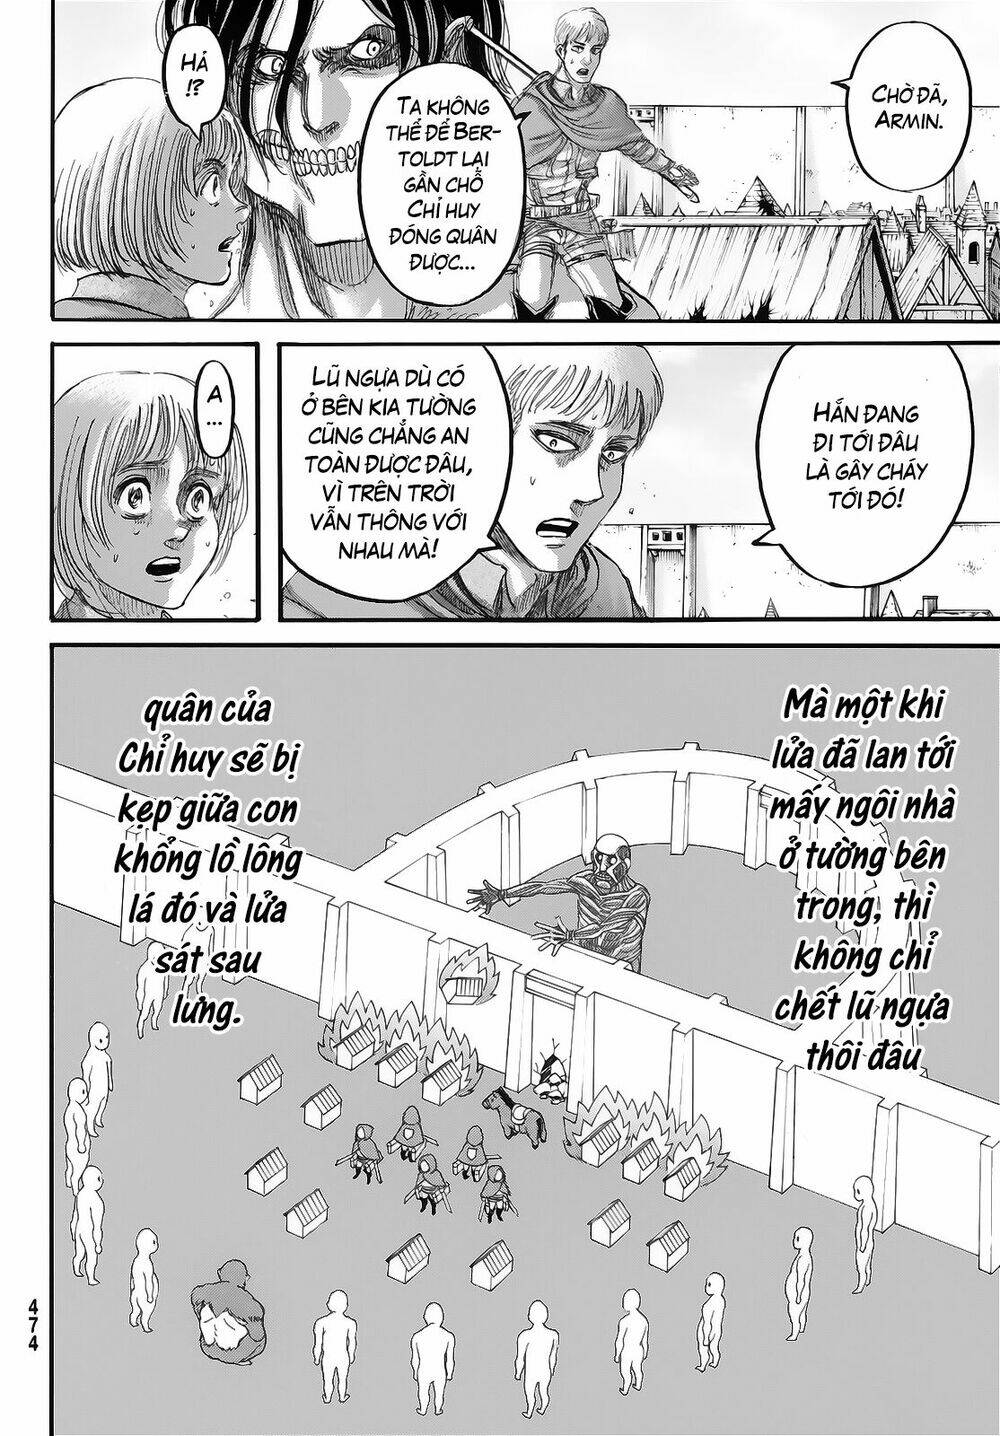 CHỜ ĐÃ,
ARMIN.
TA KHÔNG
THỂ ĐỂ BER-
TOLDT LẠI
GẦN CHỖ
CHỈ HUY
ĐÓNG QUÂN
ĐƯỢC...
HẢ
!?
HẮN ĐANG
ĐI TỚI ĐÂU
LÀ GÂY CHÁY
TỚI ĐÓ!
LŨ NGỰA DÙ CÓ
Ở BÊN KIA TƯỜNG
CŨNG CHẲNG AN
TOÀN ĐƯỢC ĐÂU,
VÌ TRÊN TRỜI
VẪN THÔNG VỚI
NHAU MÀ!
A
...
Mà một khi
lửa đã lan tới
mấy ngôi nhà
ở tường bên
trong, thì
không chỉ
chết lũ ngựa
thôi đâu
quân của
Chỉ huy sẽ bị
kẹp giữa con
khổng lồ lông
lá đó và lửa
sát sau
lưng.
474